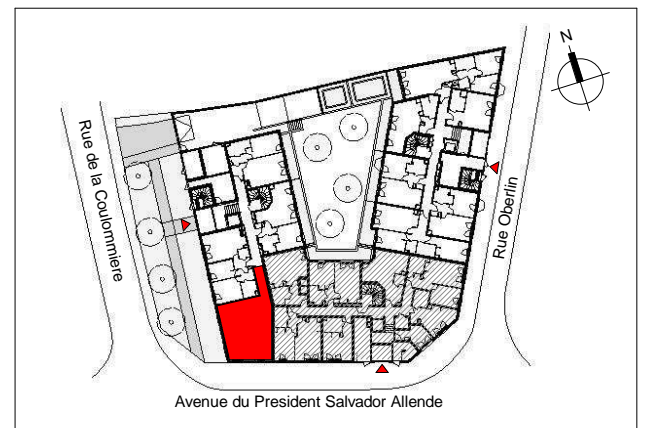 N
Rue de la Coulommiere
Rue Oberlin
Avenue du President Salvador Allende